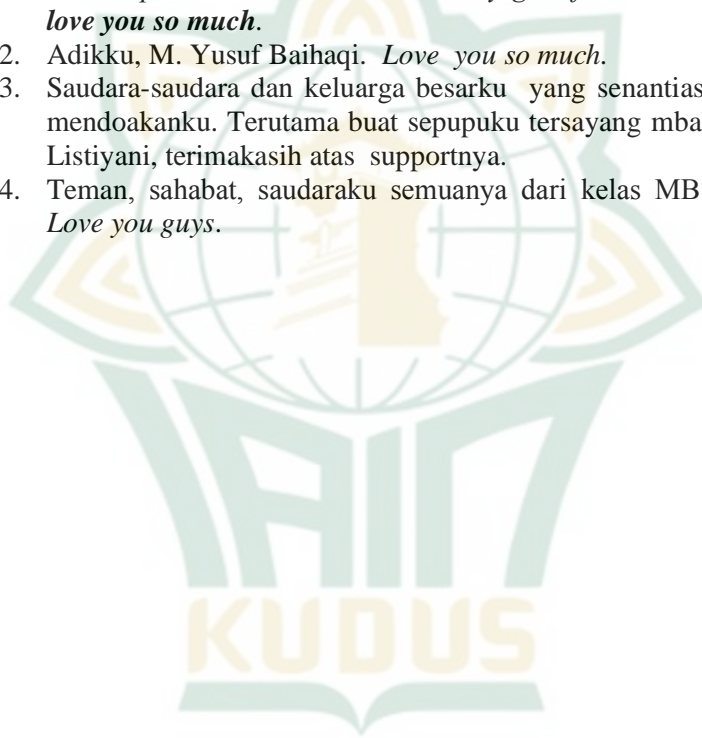 love you so much.
2. Adikku, M. Yusuf Baihaqi. Love you so much.
3. Saudara-saudara dan keluarga besarku yang senantias
mendoakanku. Terutama buat sepupuku tersayang mba
Listiyani, terimakasih atas supportnya.
4. Teman, sahabat, saudaraku semuanya dari kelas MB
Love you guys.
IAIN
KUDUS